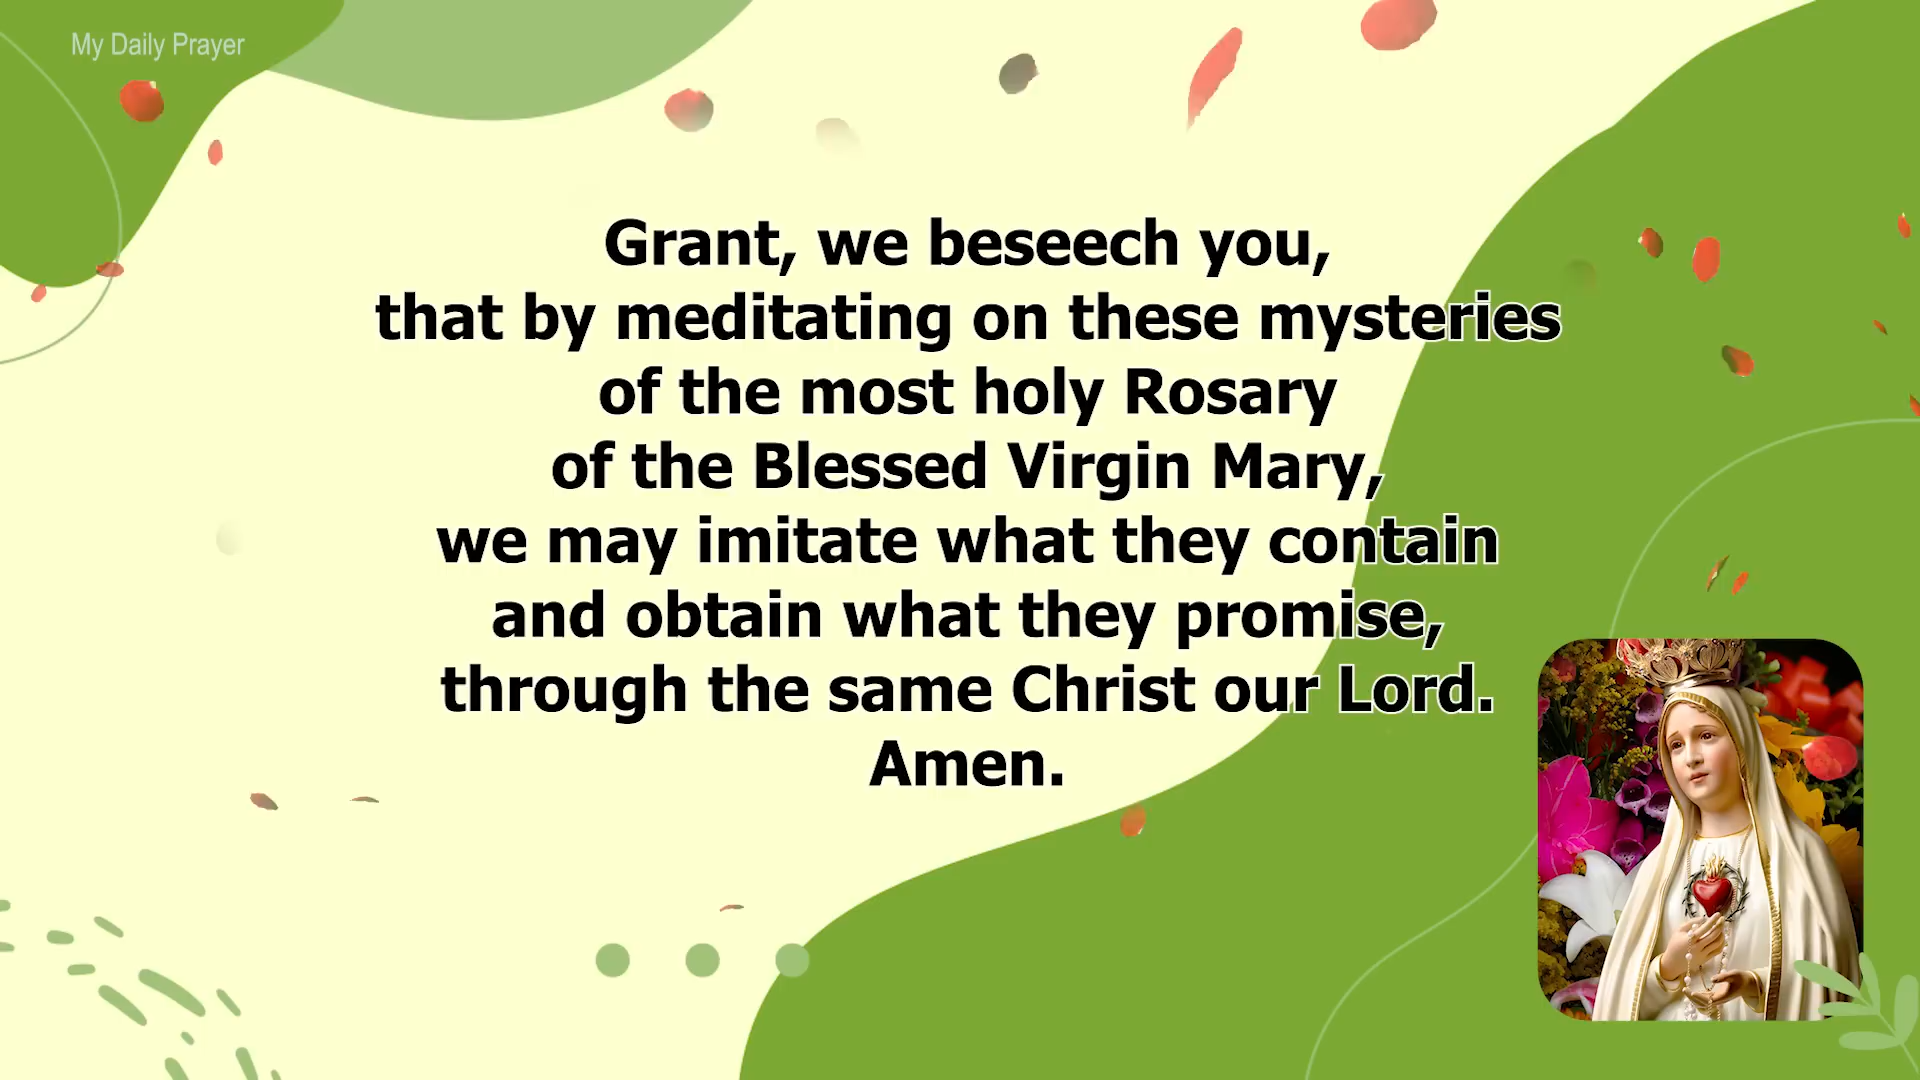 My Daily Prayer
Grant, we beseech you,
that by meditating on these mysteries
of the most holy Rosary
of the Blessed Virgin Mary,
we may imitate what they contain
and obtain what they promise,
through the same Christ our Lord.
Amen.